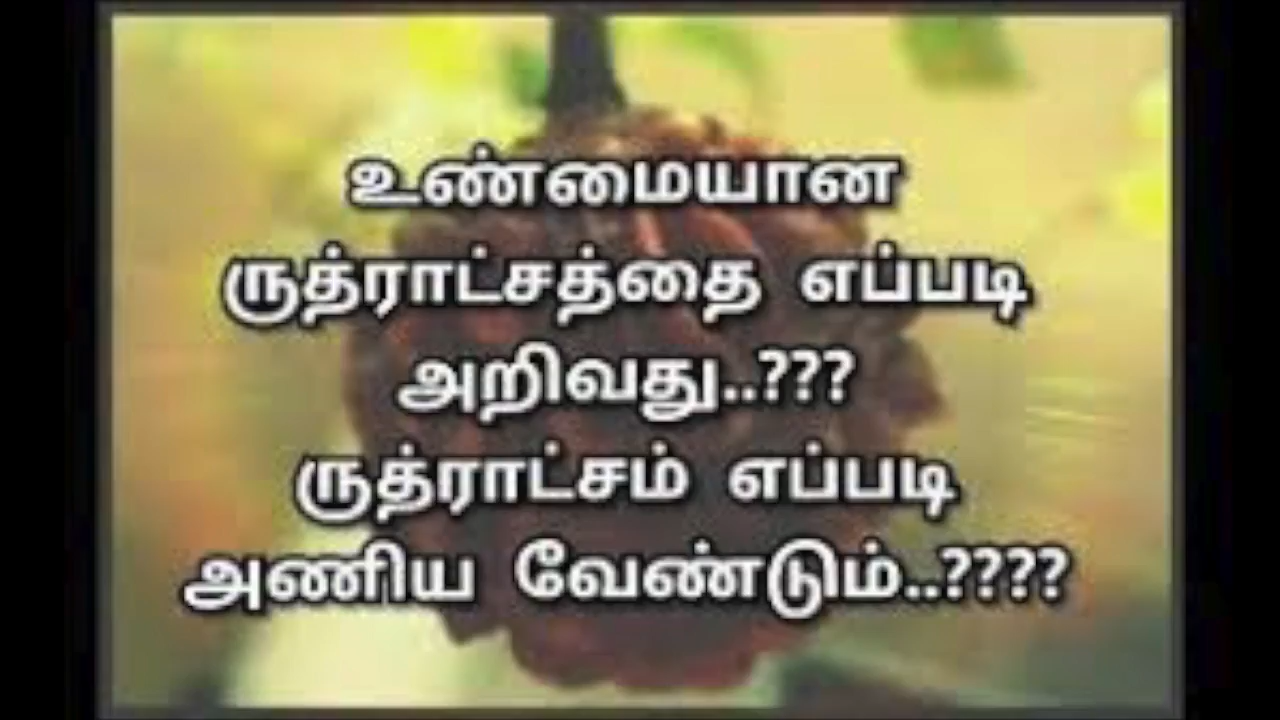 உண்மையான
ருத்ராட்சத்தை எப்படி
அறிவது..???
ருத்ராட்சம் எப்படி
அணிய வேண்டும்..????